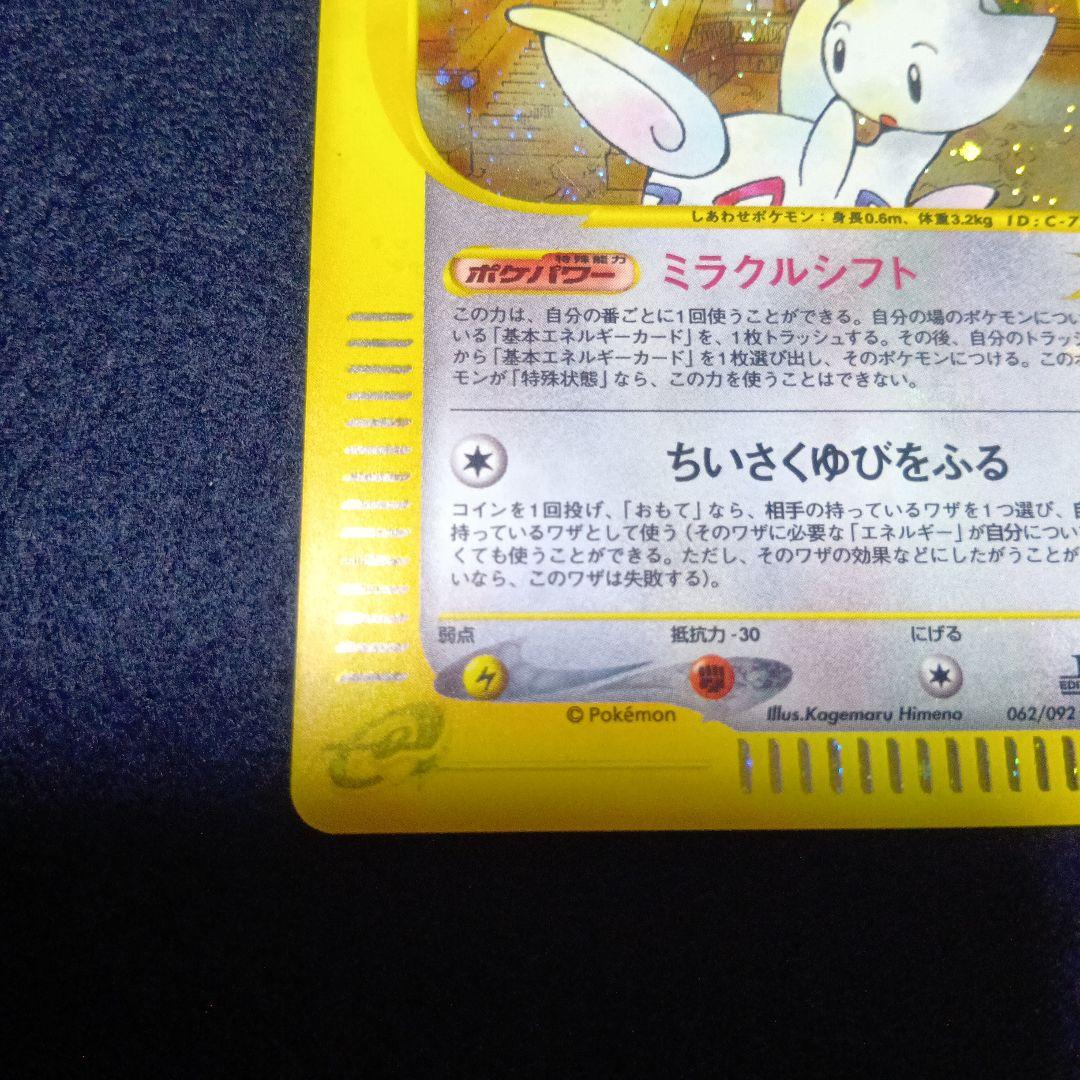 しあわせポケモン：身長0.6m、体重3.2kg ID：C-7
特殊能力
ポケパワー ミラクルシフト
この力は、自分の番ごとに1回使うことができる。自分の場のポケモンについ
いる「基本エネルギーカード」を、1枚トラッシュする。その後、自分のトラッシ
から「基本エネルギーカード」を1枚選び出し、そのポケモンにつける。このポ
モンが「特殊状態」なら、この力を使うことはできない。
ちいさくゆびをふる
コインを1回投げ、「おもて」なら、相手の持っているワザを1つ選び、自
持っているワザとして使う（そのワザに必要な「エネルギー」が自分につい
くても使うことができる。ただし、そのワザの効果などにしたがうことが
いなら、このワザは失敗する）。
弱点 抵抗力 -30 にげる
© Pokémon Illus.Kagemaru Himeno 062/092